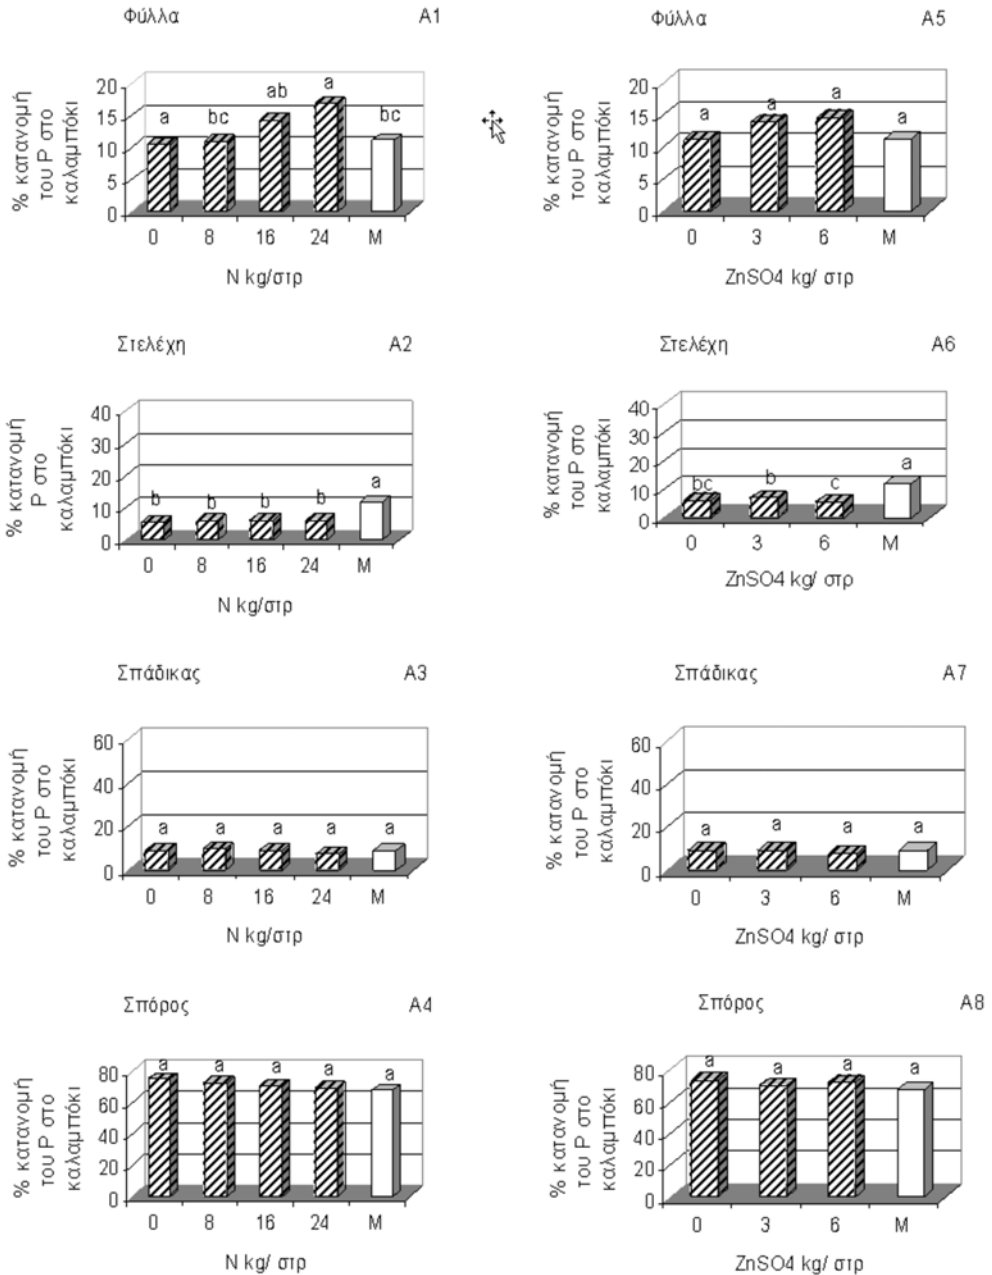 Φύλλα A1
% κατανομή
του P στο
καλαμπόκι
20
15
10
5
0
a bc ab a bc
0 8 16 24 M
N kg/στρ
Φύλλα A5
% κατανομή
του P στο
καλαμπόκι
20
15
10
5
0
a a a a
0 3 6 M
ZnSO4 kg/ στρ
Στελέχη A2
% κατανομή
P στο
καλαμπόκι
40
30
20
10
0
b b b b a
0 8 16 24 M
N kg/στρ
Στελέχη A6
% κατανομή
του P στο
καλαμπόκι
40
30
20
10
0
bc b c a
0 3 6 M
ZnSO4 kg/ στρ
Σπάδικας A3
% κατανομή
του P στο
καλαμπόκι
60
40
20
0
a a a a a
0 8 16 24 M
N kg/στρ
Σπάδικας A7
% κατανομή
του P στο
καλαμπόκι
60
40
20
0
a a a a
0 3 6 M
ZnSO4 kg/ στρ
Σπόρος A4
% κατανομή
του P στο
καλαμπόκι
80
60
40
20
0
a a a a a
0 8 16 24 M
N kg/ στρ
Σπόρος A8
% κατανομή
του P στο
καλαμπόκι
80
60
40
20
0
a a a a
0 3 6 M
ZnSO4 kg/ στρ